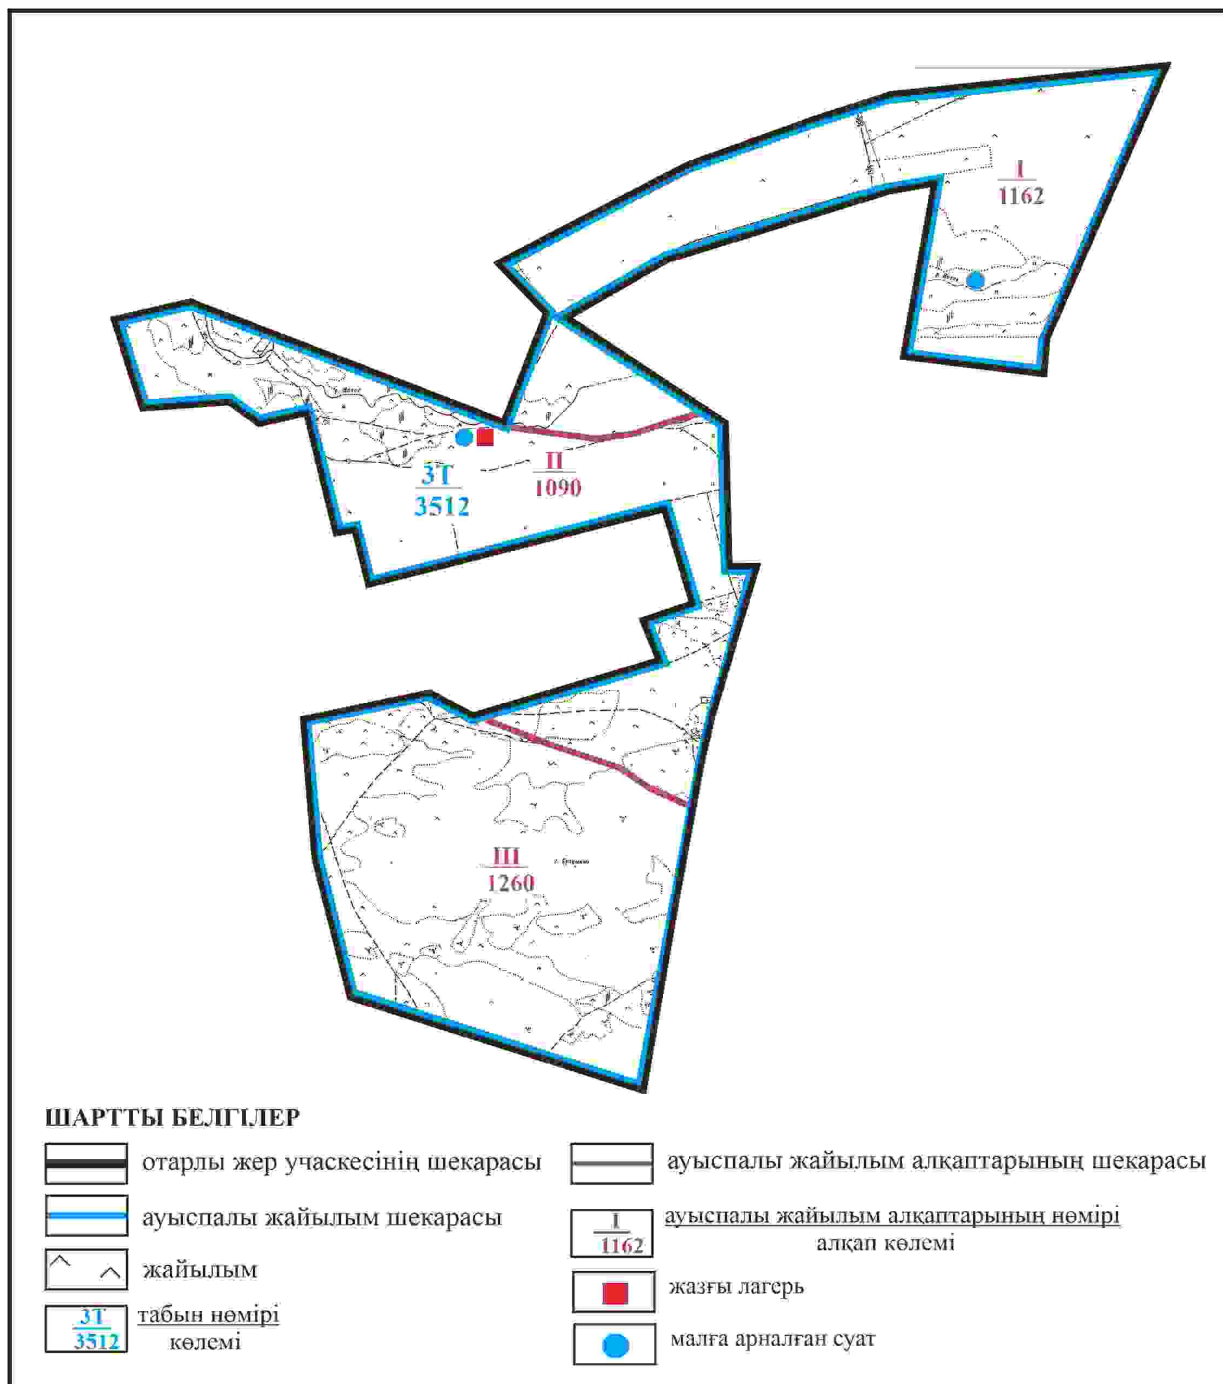 I
1162
3Т
3512
II
1090
III
1260
ШАРТТЫ БЕЛГІЛЕР
отарлы жер учаскесінің шекарасы
ауыспалы жайылым шекарасы
жайылым
3Т
3512
табын нөмірі
көлемі
ауыспалы жайылым алқаптарының шекарасы
I
1162
ауыспалы жайылым алқаптарының нөмірі
алқап көлемі
жазғы лагерь
малға арналған суат